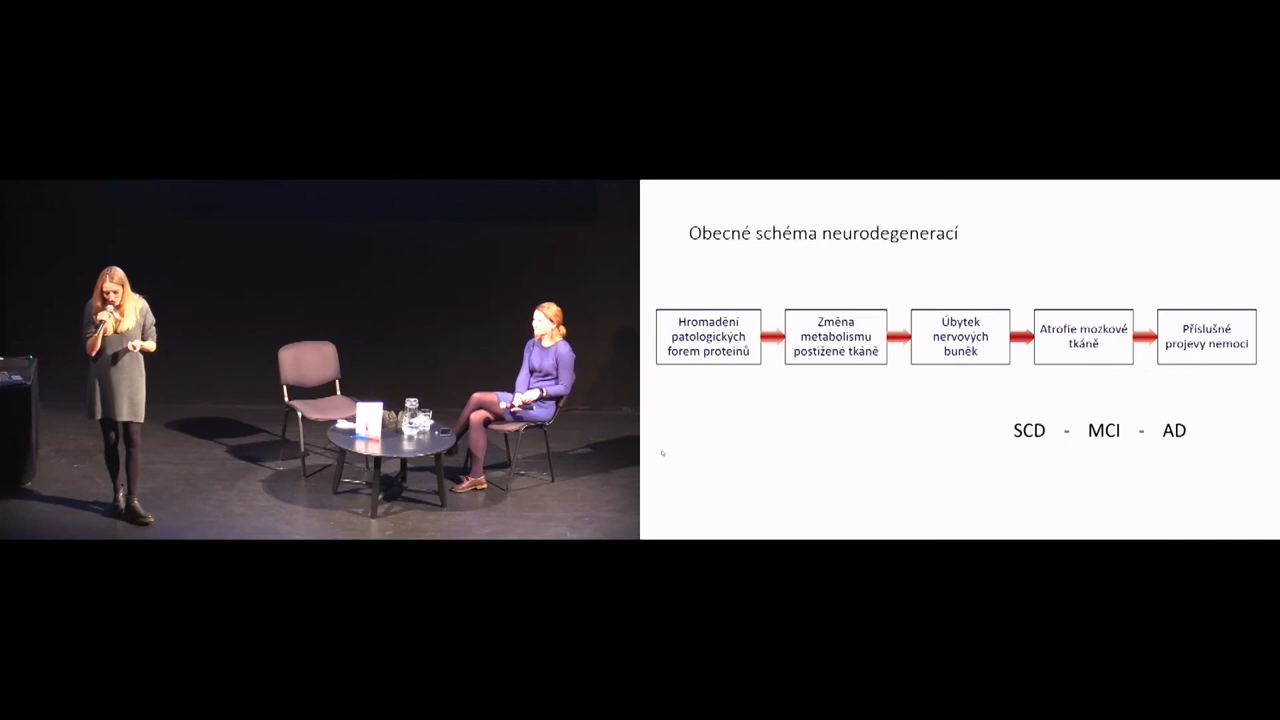 Obecné schéma neurodegenerací
Hromadění
patologických
forem proteinů
Změna
metabolismu
postižené tkáně
Úbytek
nervových
buněk
Atrofie mozkové
tkáně
Příslušné
projevy nemoci
SCD - MCI - AD